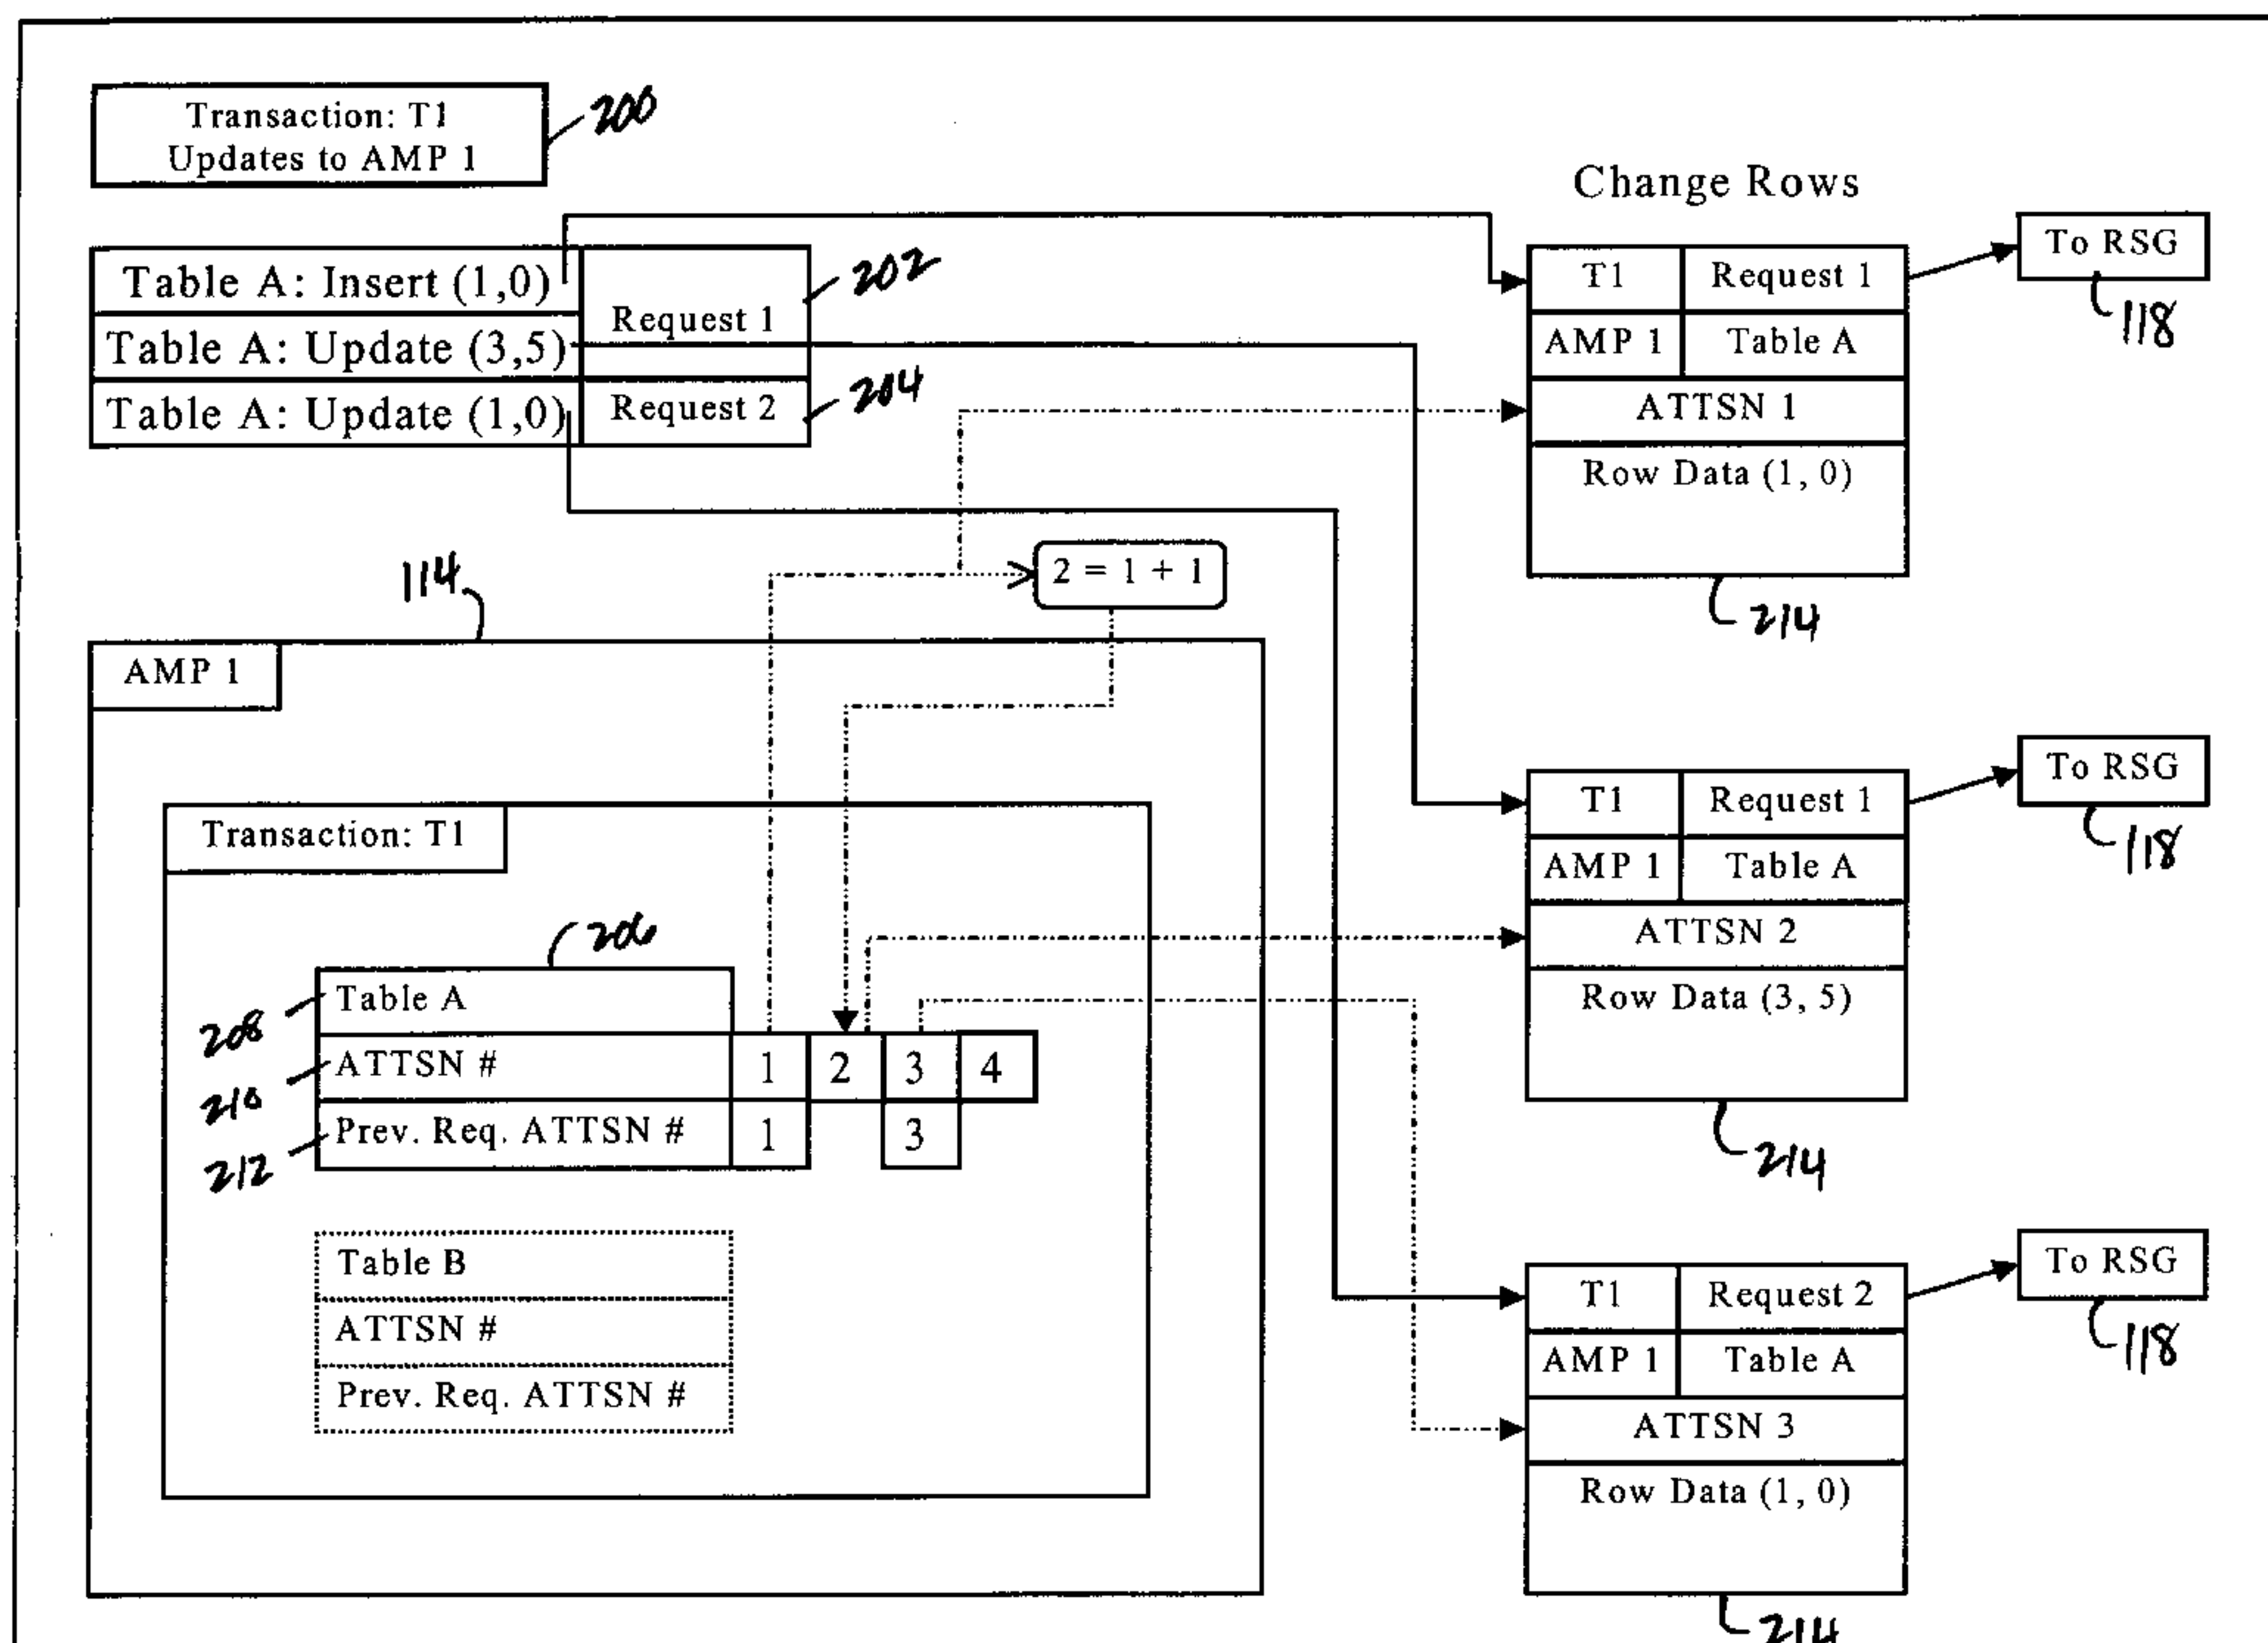 Transaction: T1
Updates to AMP 1
200
Change Rows
Table A: Insert (1,0)
Table A: Update (3,5)
Table A: Update (1,0)
Request 1
Request 2
202
204
T1 Request 1
AMP 1 Table A
ATTSN 1
Row Data (1, 0)
To RSG
118
214
2 = 1 + 1
114
AMP 1
Transaction: T1
206
208
210
212
Table A
ATTSN # 1 2 3 4
Prev. Req. ATTSN # 1 3
Table B
ATTSN #
Prev. Req. ATTSN #
T1 Request 1
AMP 1 Table A
ATTSN 2
Row Data (3, 5)
To RSG
118
214
T1 Request 2
AMP 1 Table A
ATTSN 3
Row Data (1, 0)
To RSG
118
214